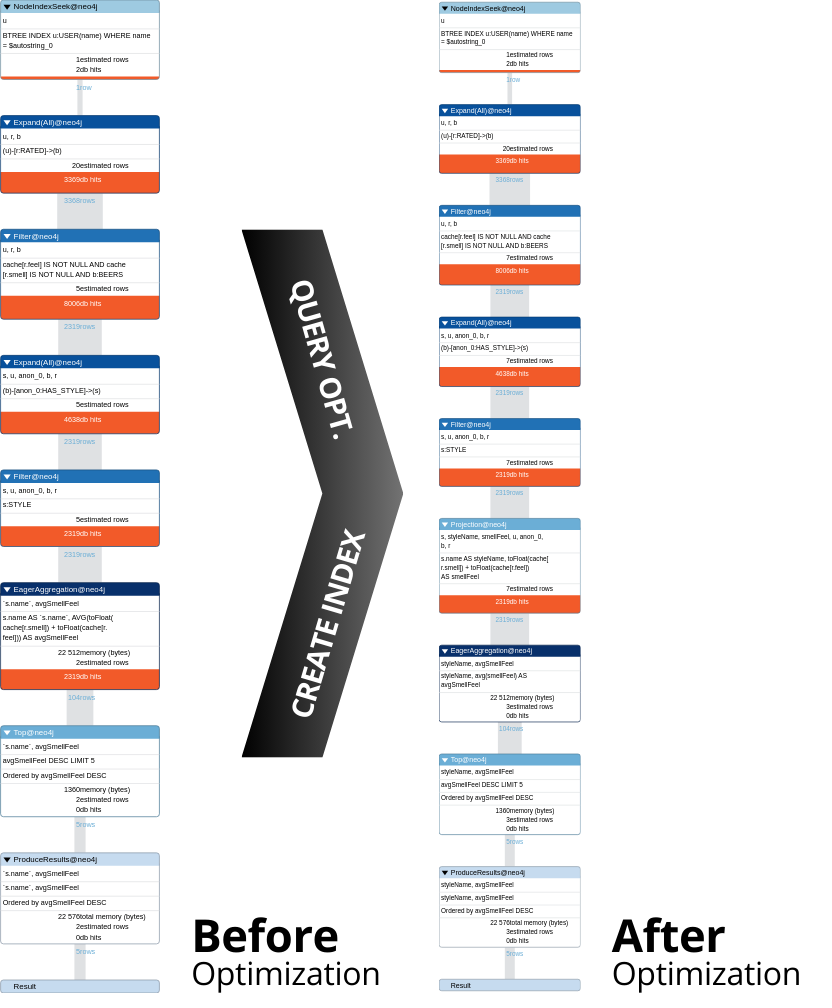 NodeIndexSeek@neo4j
u
BTREE INDEX u:USER(name) WHERE name
= $autostring_0
1estimated rows
2db hits
1row
Expand(All)@neo4j
u, r, b
(u)-[r:RATED]->(b)
20estimated rows
3369db hits
3368rows
Filter@neo4j
u, r, b
cache[r.feel] IS NOT NULL AND cache
[r.smell] IS NOT NULL AND b:BEERS
5estimated rows
8006db hits
2319rows
Expand(All)@neo4j
s, u, anon_0, b, r
(b)-[anon_0:HAS_STYLE]->(s)
5estimated rows
4638db hits
2319rows
Filter@neo4j
s, u, anon_0, b, r
s:STYLE
5estimated rows
2319db hits
2319rows
EagerAggregation@neo4j
`s.name`, avgSmellFeel
s.name AS `s.name`, AVG(toFloat(
cache[r.smell]) + toFloat(cache[r.
feel])) AS avgSmellFeel
22 512memory (bytes)
2estimated rows
2319db hits
104rows
Top@neo4j
`s.name`, avgSmellFeel
avgSmellFeel DESC LIMIT 5
Ordered by avgSmellFeel DESC
1360memory (bytes)
2estimated rows
0db hits
5rows
ProduceResults@neo4j
`s.name`, avgSmellFeel
`s.name`, avgSmellFeel
Ordered by avgSmellFeel DESC
22 576total memory (bytes)
2estimated rows
0db hits
5rows
Result
Before
Optimization
QUERY OPT.
CREATE INDEX
NodeIndexSeek@neo4j
u
BTREE INDEX u:USER(name) WHERE name
= $autostring_0
1estimated rows
2db hits
1row
Expand(All)@neo4j
u, r, b
(u)-[r:RATED]->(b)
20estimated rows
3369db hits
3368rows
Filter@neo4j
u, r, b
cache[r.feel] IS NOT NULL AND cache
[r.smell] IS NOT NULL AND b:BEERS
7estimated rows
8006db hits
2319rows
Expand(All)@neo4j
s, u, anon_0, b, r
(b)-[anon_0:HAS_STYLE]->(s)
7estimated rows
4638db hits
2319rows
Filter@neo4j
s, u, anon_0, b, r
s:STYLE
7estimated rows
2319db hits
2319rows
Projection@neo4j
s, styleName, smellFeel, u, anon_0,
b, r
s.name AS styleName, toFloat(cache[
r.smell]) + toFloat(cache[r.feel])
AS smellFeel
7estimated rows
2319db hits
2319rows
EagerAggregation@neo4j
styleName, avgSmellFeel
styleName, avg(smellFeel) AS
avgSmellFeel
22 512memory (bytes)
3estimated rows
0db hits
104rows
Top@neo4j
styleName, avgSmellFeel
avgSmellFeel DESC LIMIT 5
Ordered by avgSmellFeel DESC
1360memory (bytes)
3estimated rows
0db hits
5rows
ProduceResults@neo4j
styleName, avgSmellFeel
styleName, avgSmellFeel
Ordered by avgSmellFeel DESC
22 576total memory (bytes)
3estimated rows
0db hits
5rows
Result
After
Optimization